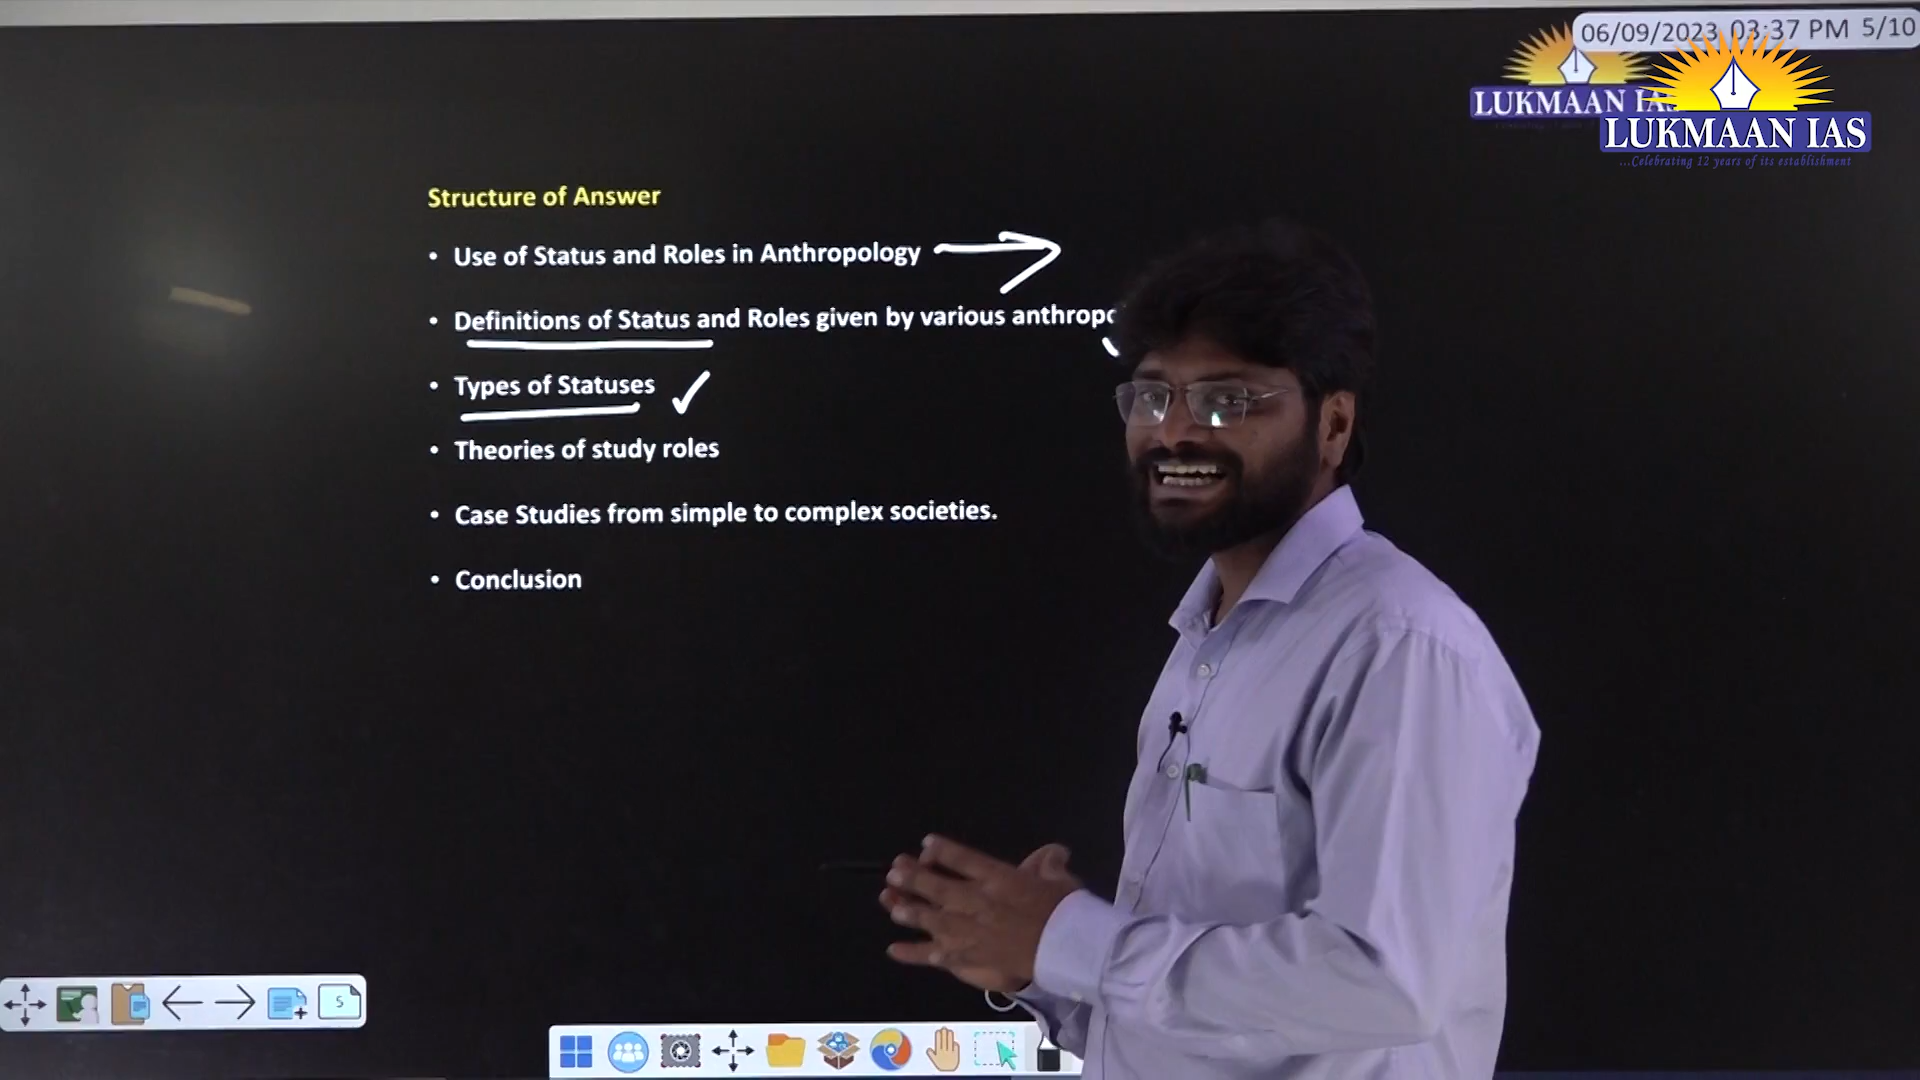 06/09/2023 03:37 PM 5/10
LUKMAAN IAS
LUKMAAN IAS
...Celebrating 12 years of its establishment
Structure of Answer
• Use of Status and Roles in Anthropology
• Definitions of Status and Roles given by various anthropo
• Types of Statuses
• Theories of study roles
• Case Studies from simple to complex societies.
• Conclusion
5